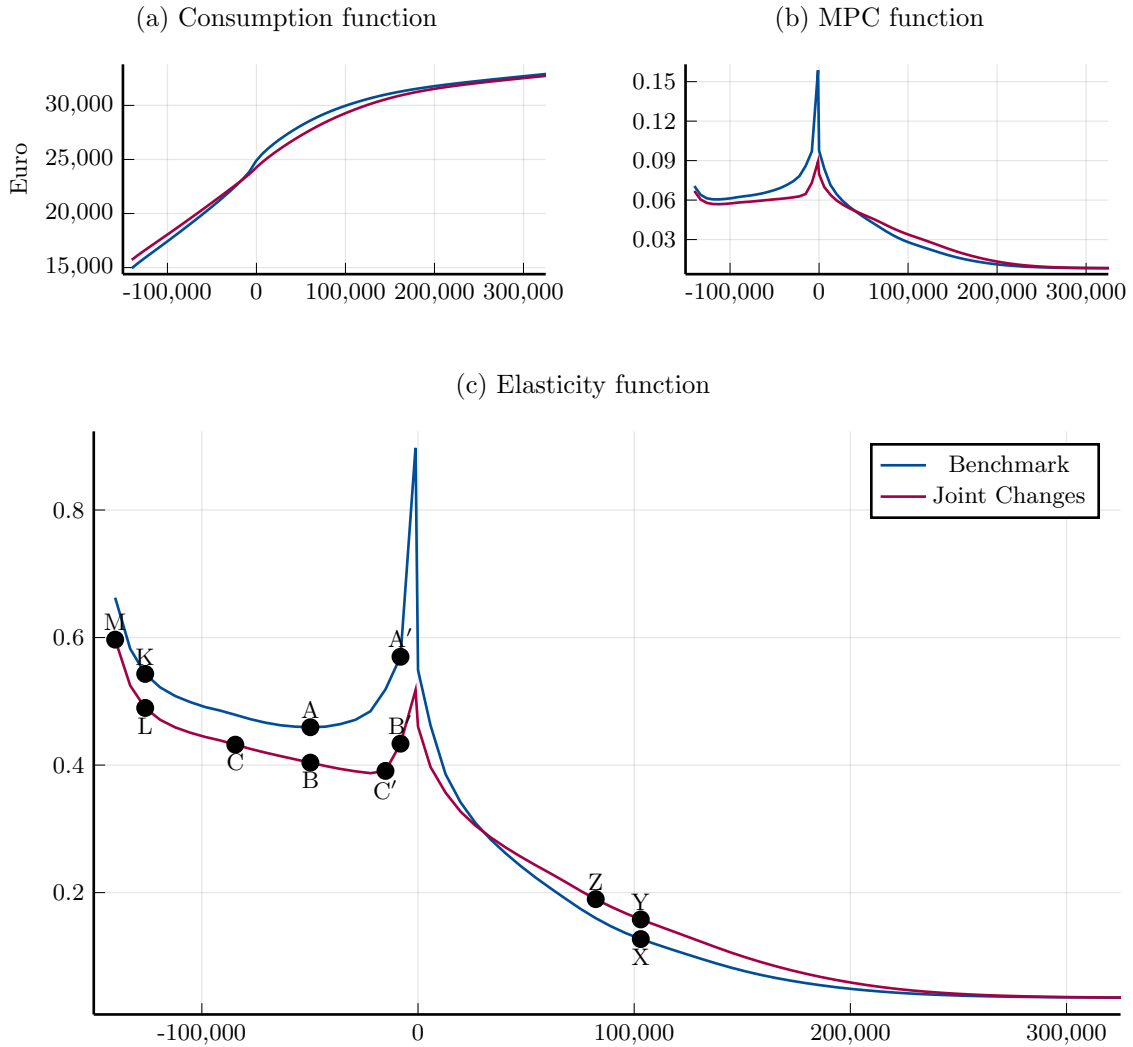 (a) Consumption function
(b) MPC function
30,000
25,000
20,000
15,000
Euro
-100,000 0 100,000 200,000 300,000
0.15
0.12
0.09
0.06
0.03
-100,000 0 100,000 200,000 300,000
(c) Elasticity function
Benchmark
Joint Changes
0.8
0.6
0.4
0.2
M
K
L
C
A
B
A′
B′
C′
Z
Y
X
-100,000 0 100,000 200,000 300,000